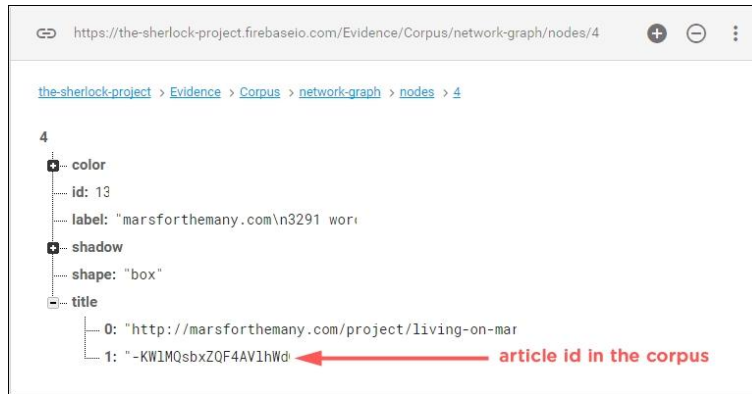 https://the-sherlock-project.firebaseio.com/Evidence/Corpus/network-graph/nodes/4
the-sherlock-project > Evidence > Corpus > network-graph > nodes > 4
4
color
id: 13
label: "marsforthemany.com\n3291 wor
shadow
shape: "box"
title
0: "http://marsforthemany.com/project/living-on-mar
1: "-KWlMQsbxZQF4AVlhWd
article id in the corpus